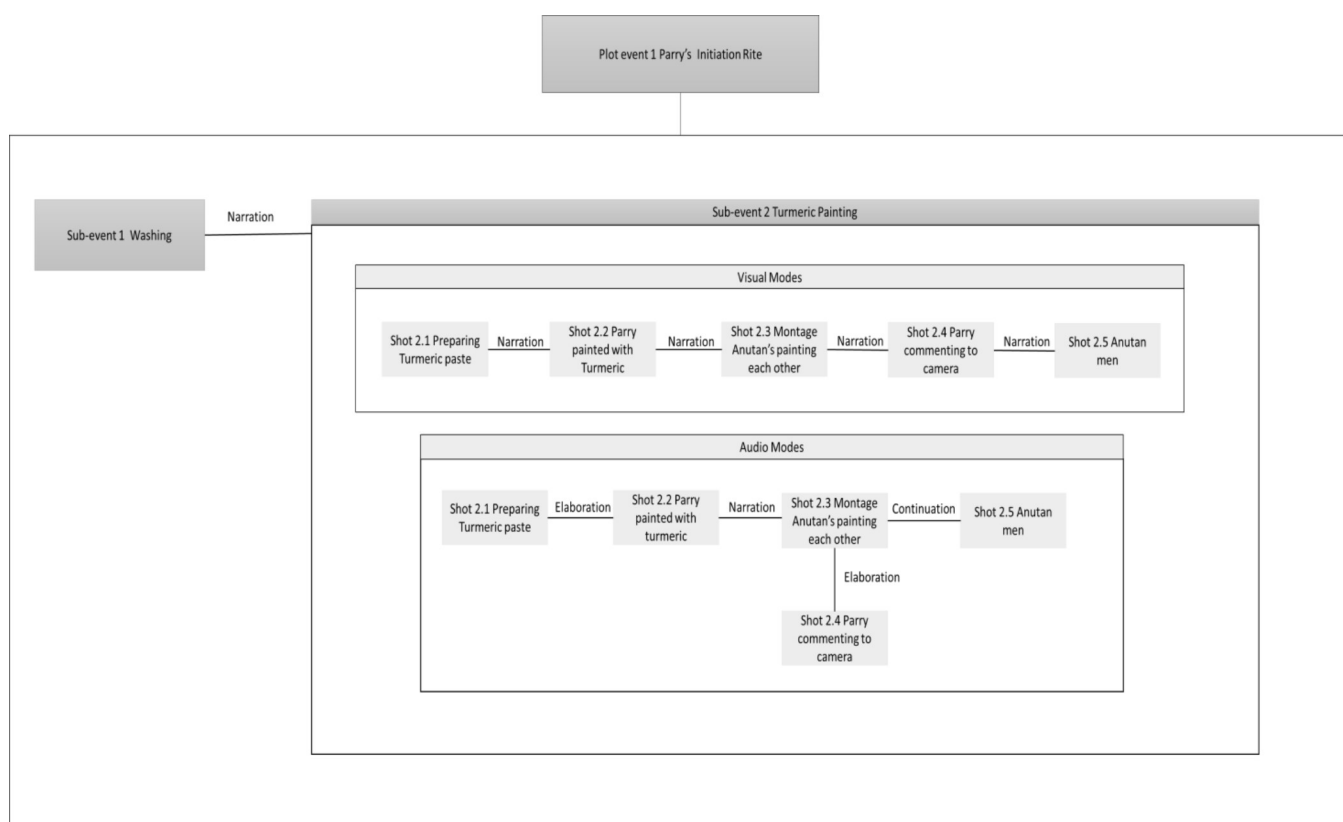 Plot event 1 Parry's Initiation Rite
Sub-event 1 Washing
Narration
Sub-event 2 Turmeric Painting
Visual Modes
Shot 2.1 Preparing
Turmeric paste
Narration
Shot 2.2 Parry
painted with
Turmeric
Narration
Shot 2.3 Montage
Anutan's painting
each other
Narration
Shot 2.4 Parry
commenting to
camera
Narration
Shot 2.5 Anutan
men
Audio Modes
Shot 2.1 Preparing
Turmeric paste
Elaboration
Shot 2.2 Parry
painted with
turmeric
Narration
Shot 2.3 Montage
Anutan's painting
each other
Continuation
Shot 2.5 Anutan
men
Elaboration
Shot 2.4 Parry
commenting to
camera